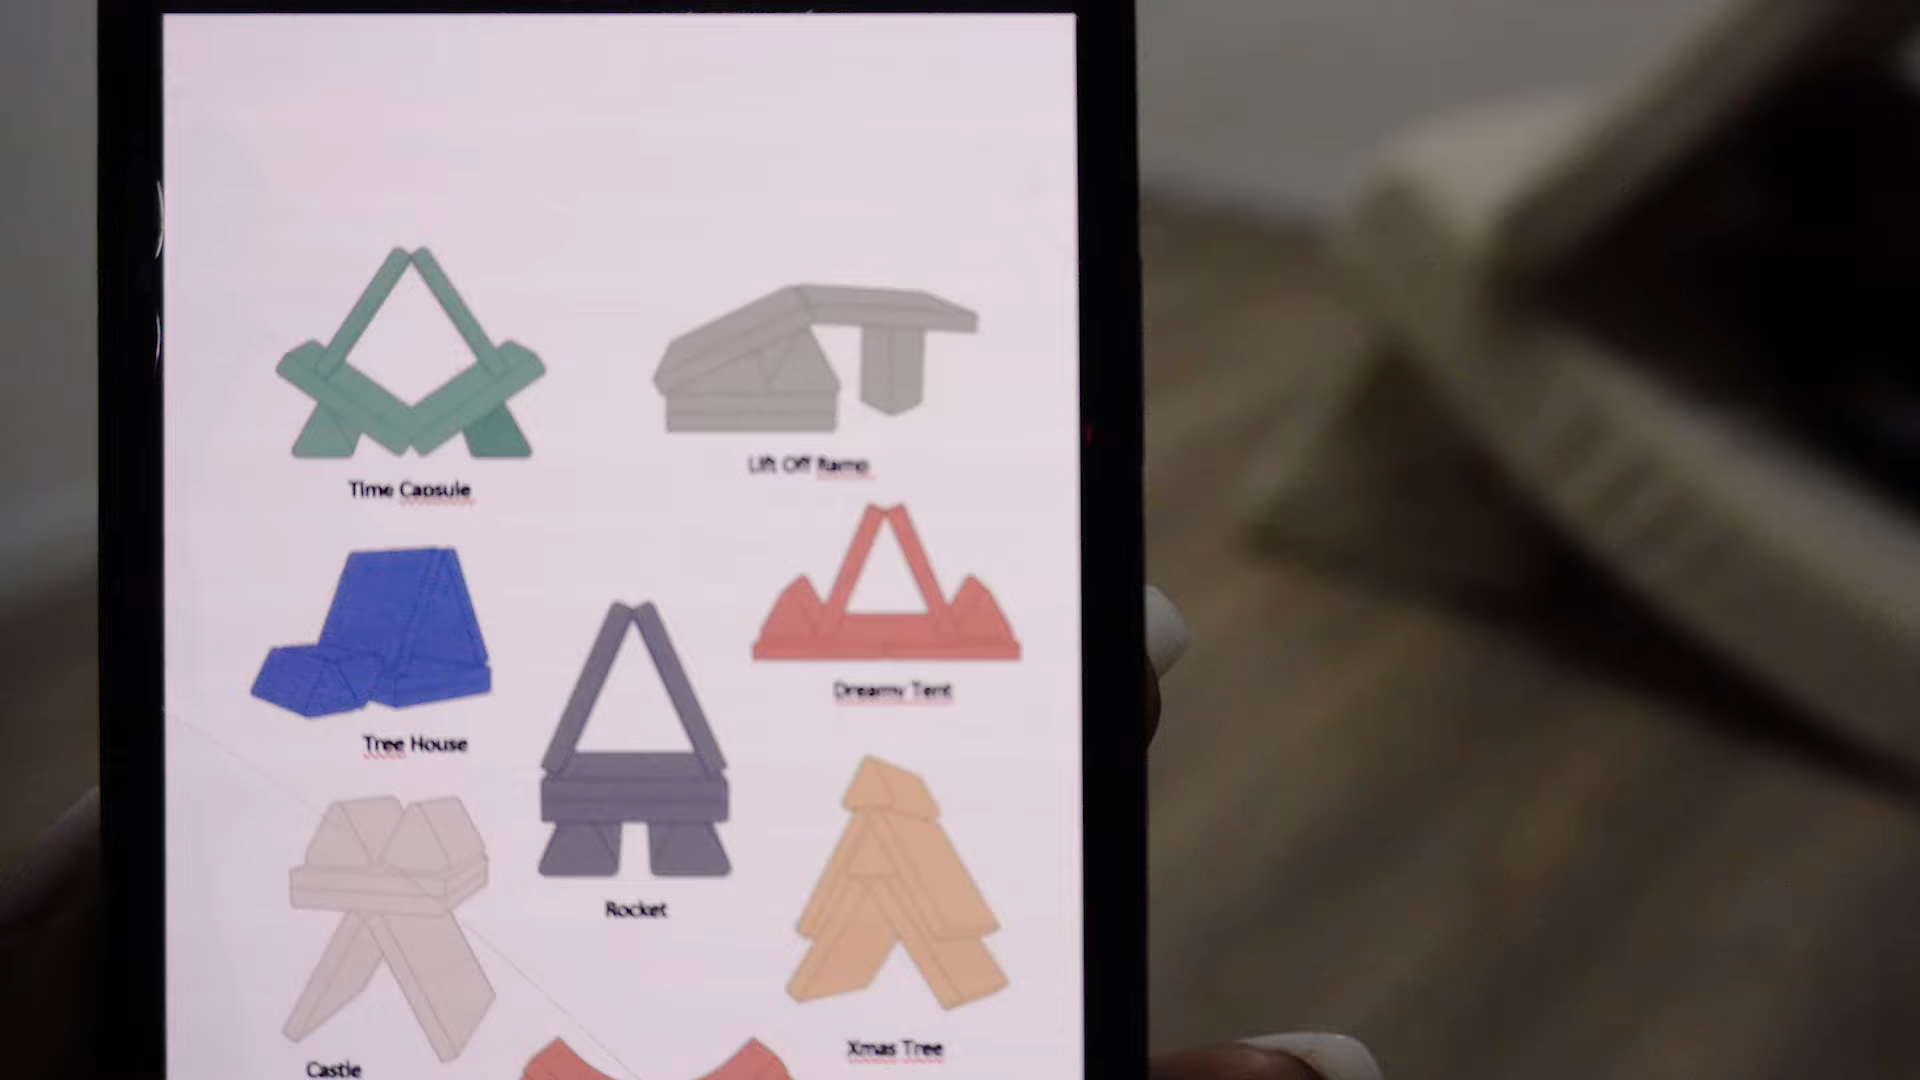 Time Capsule
Lift Off Ramp
Tree House
Dreamy Tent
Rocket
Castle
Xmas Tree